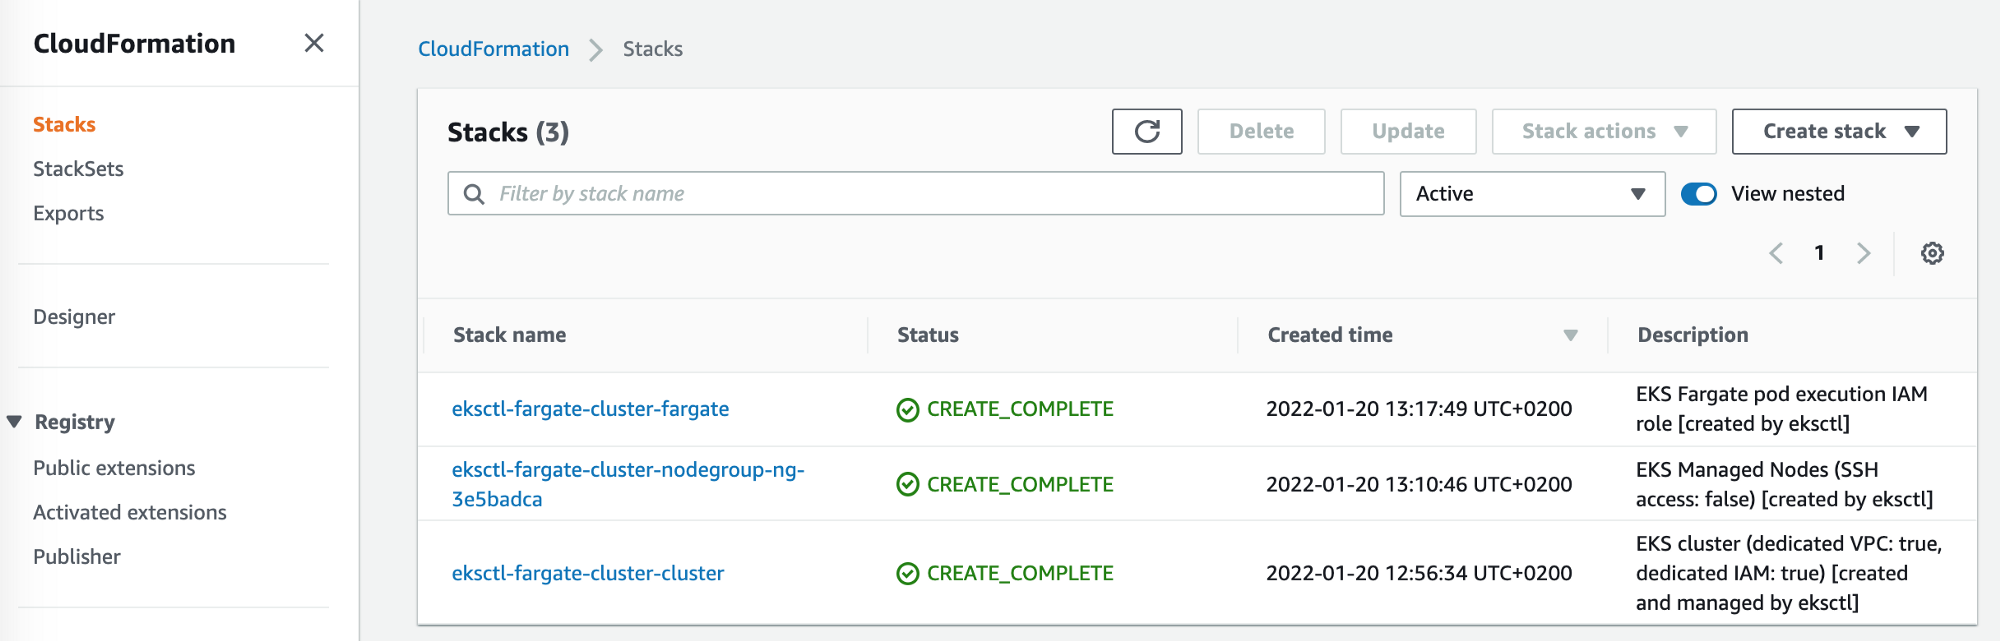 CloudFormation
Stacks
StackSets
Exports
Designer
Registry
Public extensions
Activated extensions
Publisher
CloudFormation
Stacks
Stacks (3)
Delete
Update
Stack actions
Create stack
Filter by stack name
Active
View nested
1
Stack name
Status
Created time
Description
eksctl-fargate-cluster-fargate
CREATE_COMPLETE
2022-01-20 13:17:49 UTC+0200
EKS Fargate pod execution IAM
role [created by eksctl]
eksctl-fargate-cluster-nodegroup-ng-
3e5badca
CREATE_COMPLETE
2022-01-20 13:10:46 UTC+0200
EKS Managed Nodes (SSH
access: false) [created by eksctl]
eksctl-fargate-cluster-cluster
CREATE_COMPLETE
2022-01-20 12:56:34 UTC+0200
EKS cluster (dedicated VPC: true,
dedicated IAM: true) [created
and managed by eksctl]